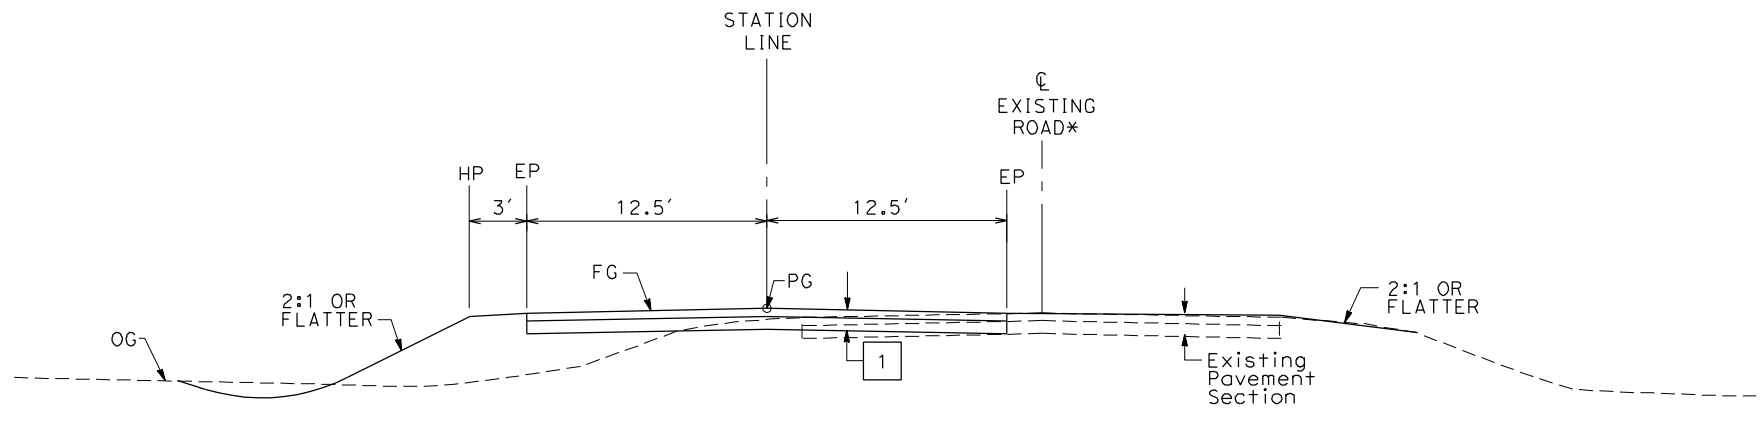 STATION
LINE
℄
EXISTING
ROAD*
HP
EP
EP
3'
12.5'
12.5'
FG
PG
2:1 OR
FLATTER
2:1 OR
FLATTER
OG
1
Existing
Pavement
Section